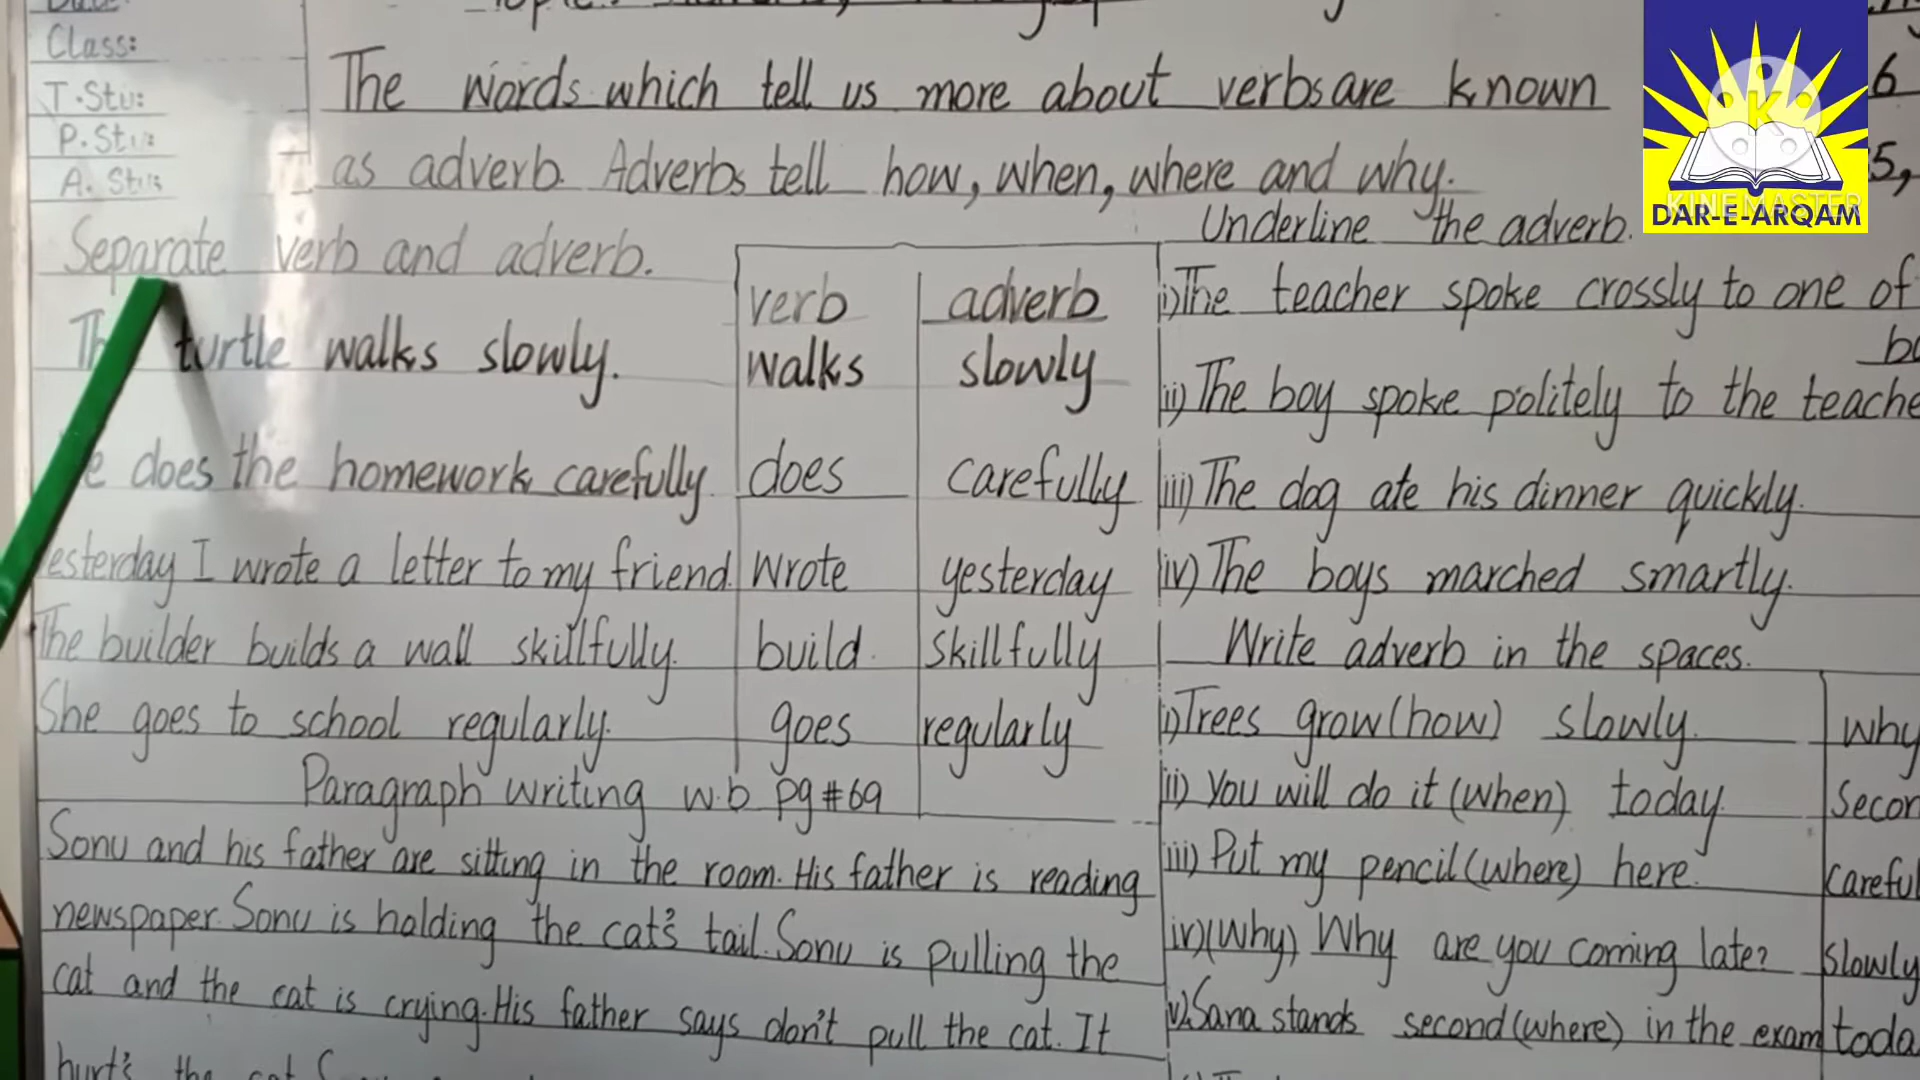 Class:
T.Stu:
P.Stu:
A.Stu:
The words which tell us more about verbs are known
as adverb. Adverbs tell how, when, where and why.
Separate verb and adverb.
verb adverb
turtle walks slowly. walks slowly
does the homework carefully. does carefully
I wrote a letter to my friend. wrote yesterday
The builder builds a wall skillfully. build. skillfully
She goes to school regularly. goes regularly
Paragraph writing w.b pg#69
Sonu and his father are sitting in the room. His father is reading
newspaper. Sonu is holding the cat's tail. Sonu is pulling the
cat and the cat is crying. His father says don't pull the cat. It
hurt's the cat
Underline the adverb.
i) The teacher spoke crossly to one of
ii) The boy spoke politely to the
iii) The dog ate his dinner quickly.
iv) The boys marched smartly.
Write adverb in the spaces.
i) Trees grow (how) slowly.
ii) You will do it (when) today.
iii) Put my pencil (where) here.
iv) (Why) Why are you coming late?
v) Sana stands second (where) in the exam
why
slowly
KINEMASTER
DAR-E-ARQAM